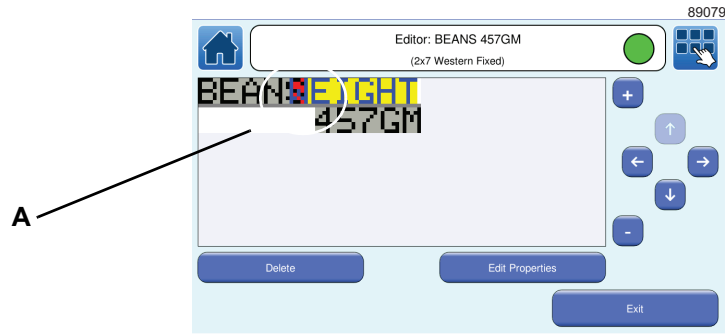 89079
Editor: BEANS 457GM
(2x7 Western Fixed)
BEANS WEIGHT
457GM
+
-
A
Delete
Edit Properties
Exit